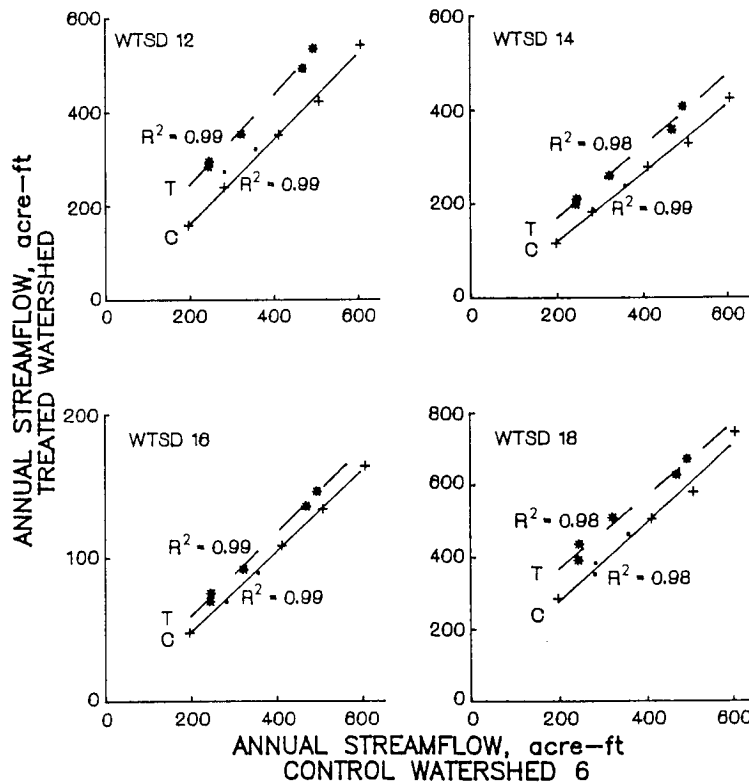 ANNUAL STREAMFLOW, acre-ft
TREATED WATERSHED
600
400
200
0
WTSD 12
R² = 0.99
T
R² = 0.99
C
0 200 400 600
600
400
200
0
WTSD 14
R² = 0.98
T
R² = 0.99
C
0 200 400 600
200
100
0
WTSD 16
R² = 0.99
T
R² = 0.99
C
0 200 400 600
800
600
400
200
0
WTSD 18
R² = 0.98
T
R² = 0.98
C
0 200 400 600
ANNUAL STREAMFLOW, acre-ft
CONTROL WATERSHED 6